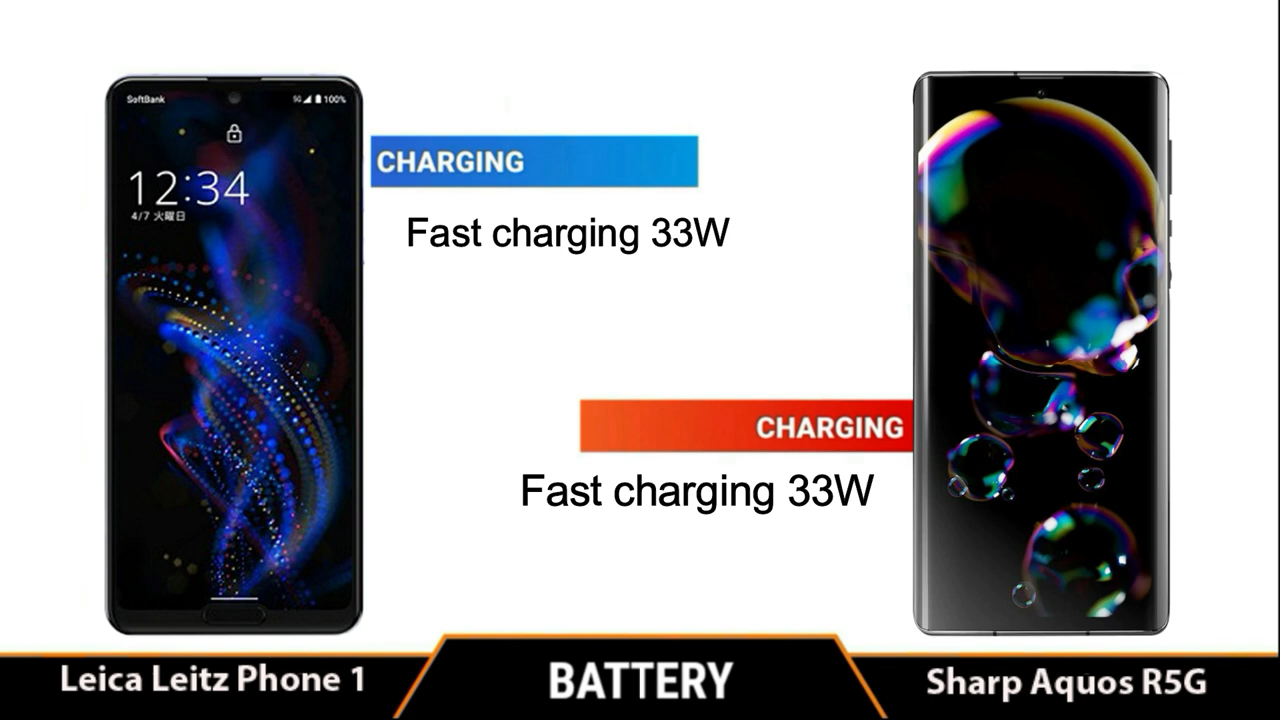 SoftBank 5G 100%
12:34
4/7 火曜日
CHARGING
Fast charging 33W
CHARGING
Fast charging 33W
Leica Leitz Phone 1
BATTERY
Sharp Aquos R5G